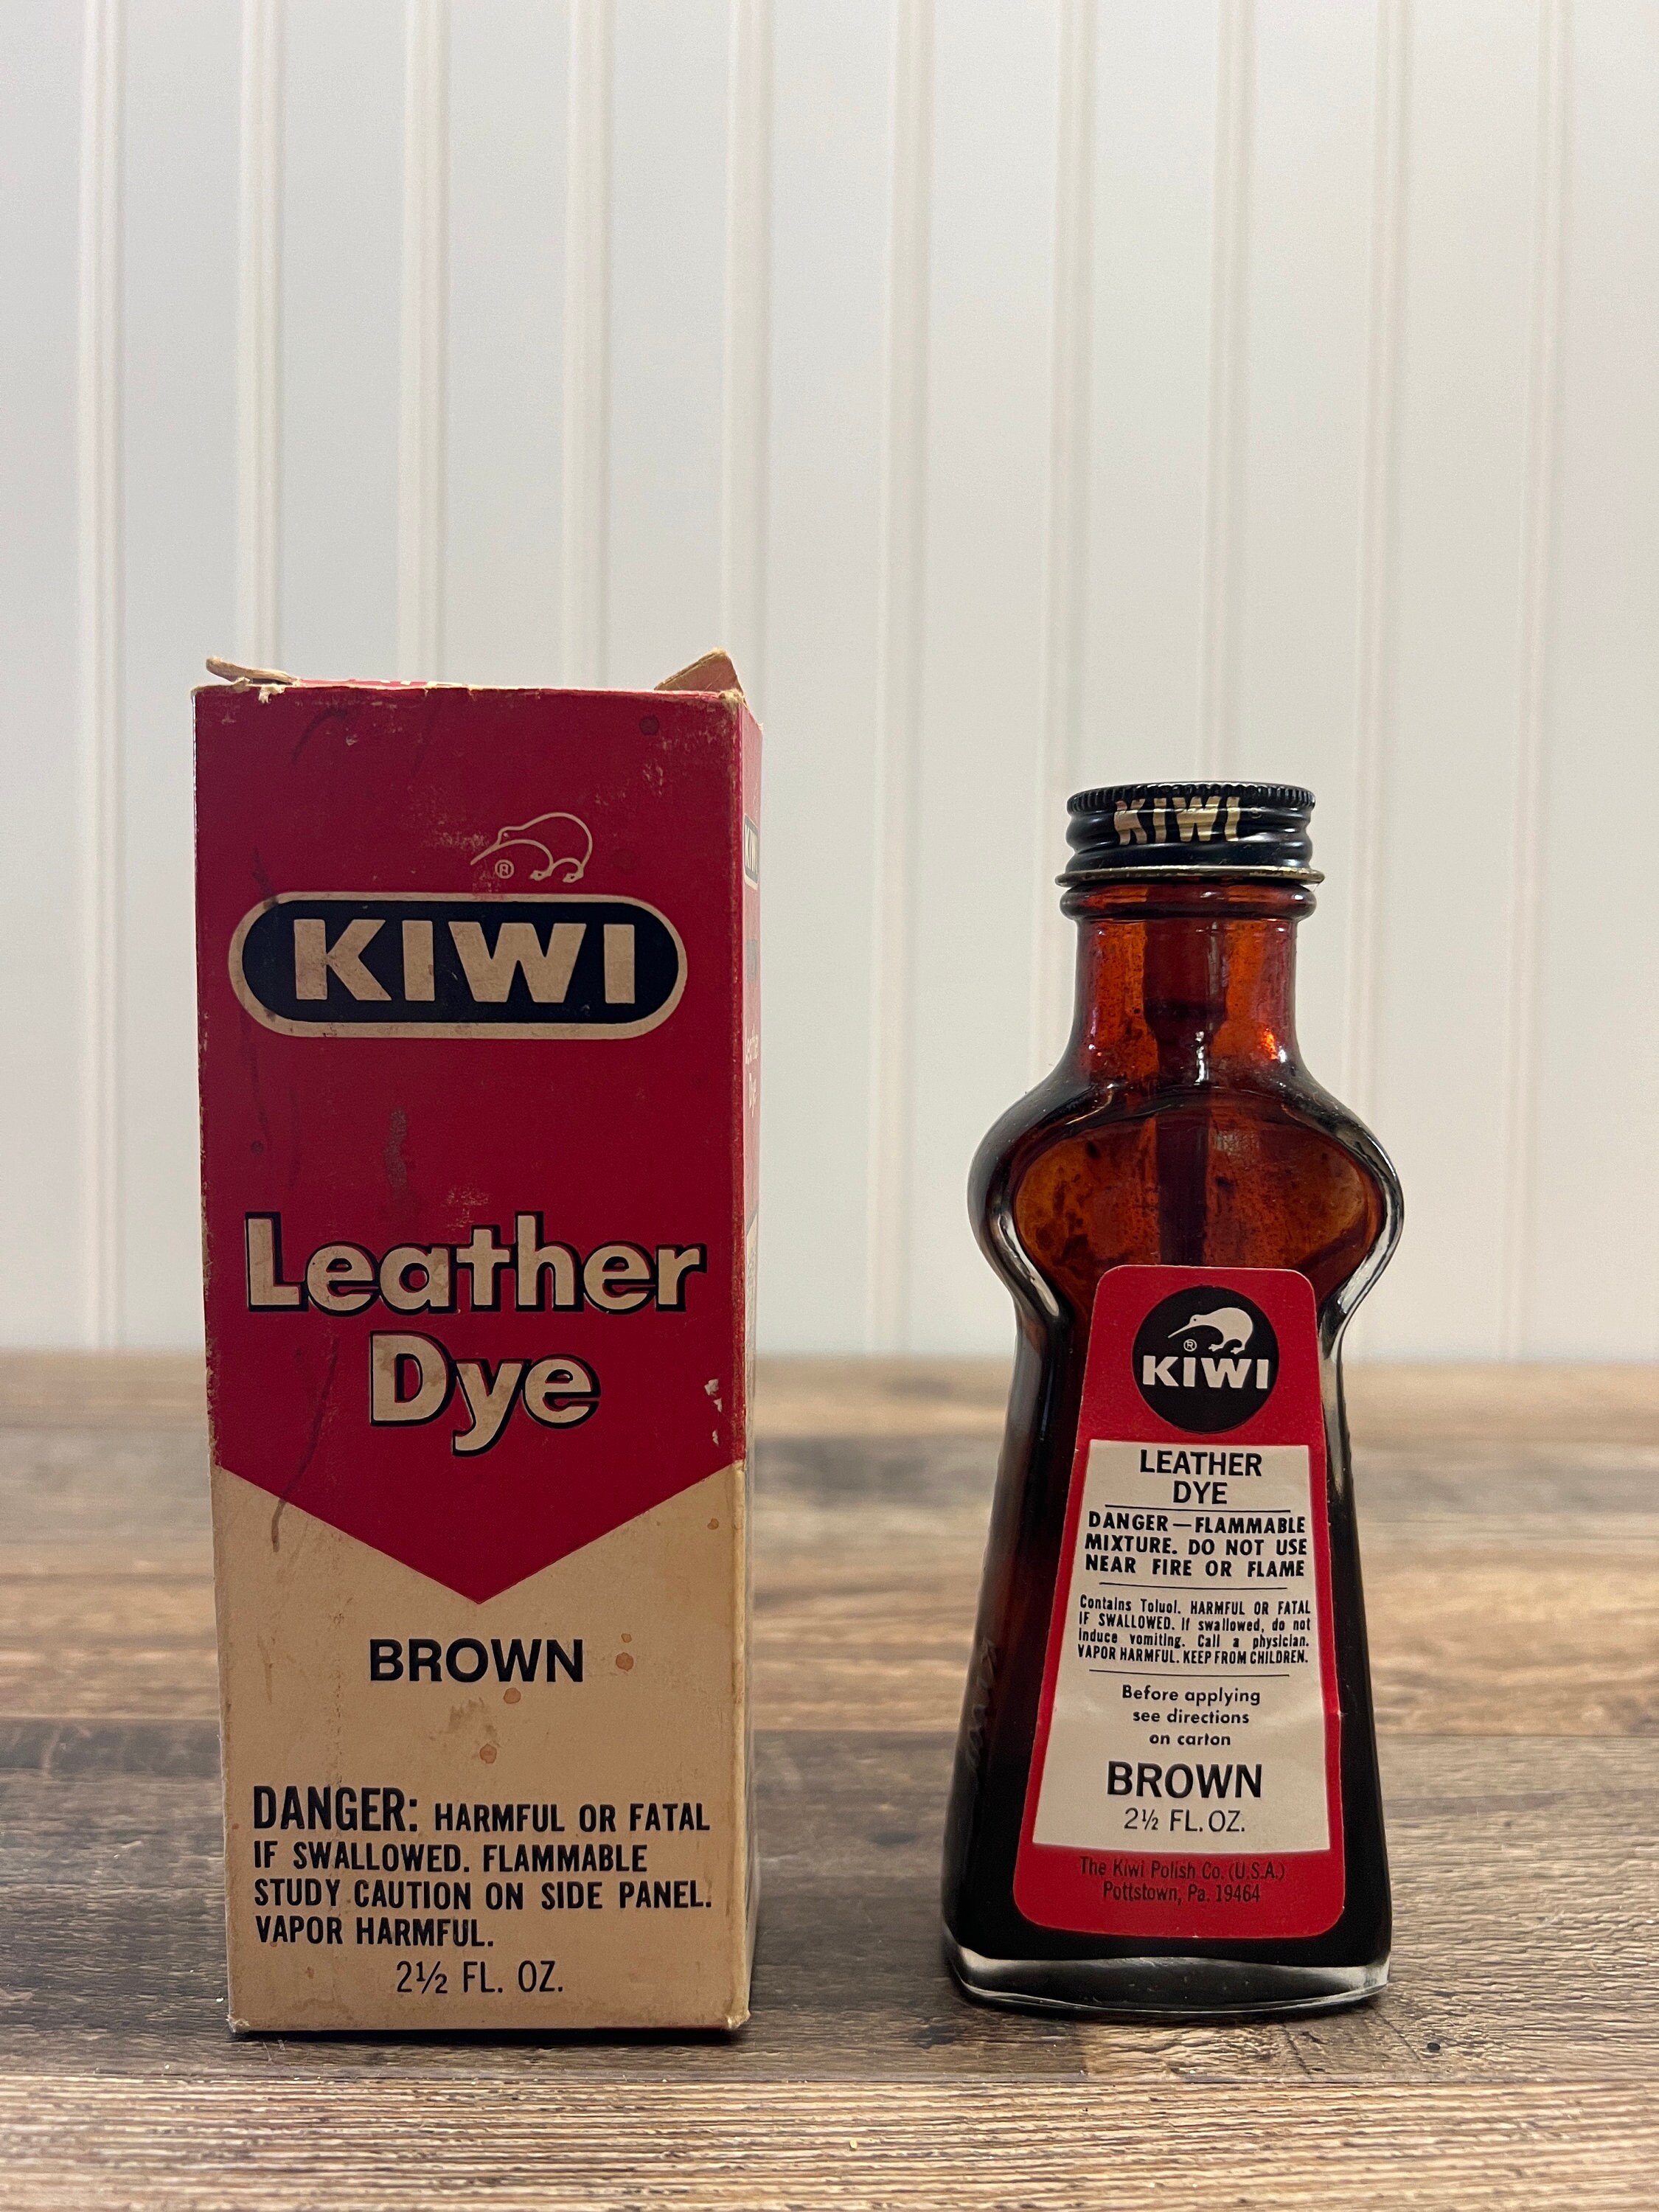 ®
KIWI
Leather
Dye
BROWN
DANGER: HARMFUL OR FATAL
IF SWALLOWED. FLAMMABLE
STUDY CAUTION ON SIDE PANEL.
VAPOR HARMFUL.
2½ FL. OZ.
KIWI
®
KIWI
LEATHER
DYE
DANGER—FLAMMABLE
MIXTURE. DO NOT USE
NEAR FIRE OR FLAME
Contains Toluol. HARMFUL OR FATAL
IF SWALLOWED. If swallowed, do not
induce vomiting. Call a physician.
VAPOR HARMFUL. KEEP FROM CHILDREN.
Before applying
see directions
on carton
BROWN
2½ FL. OZ.
The Kiwi Polish Co. (U.S.A.)
Pottstown, Pa. 19464